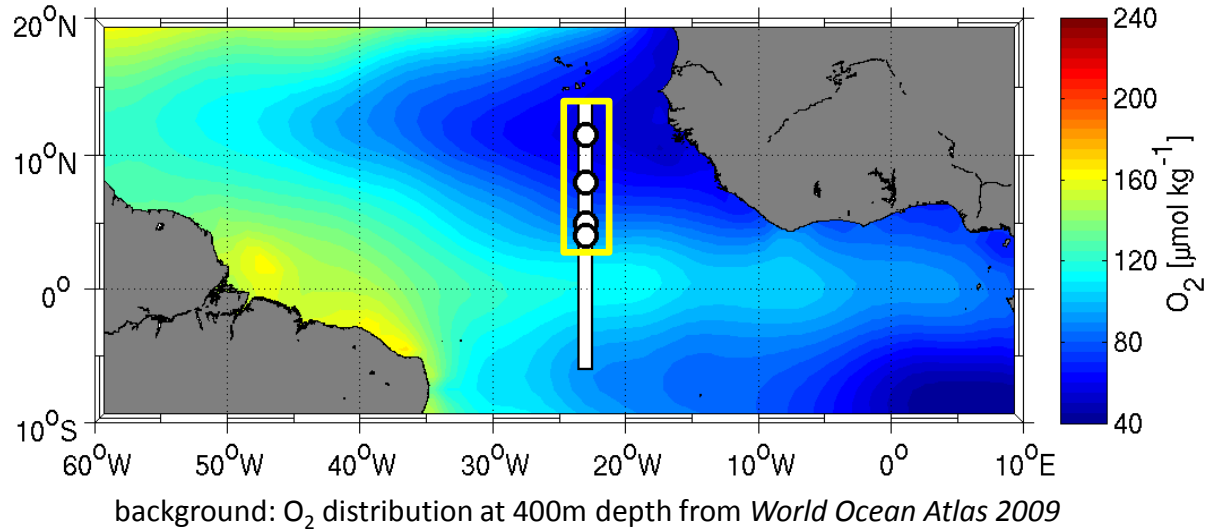 20°N
10°N
0°
10°S
60°W 50°W 40°W 30°W 20°W 10°W 0° 10°E
240
200
160
120
80
40
O₂ [µmol kg⁻¹]
background: O₂ distribution at 400m depth from World Ocean Atlas 2009